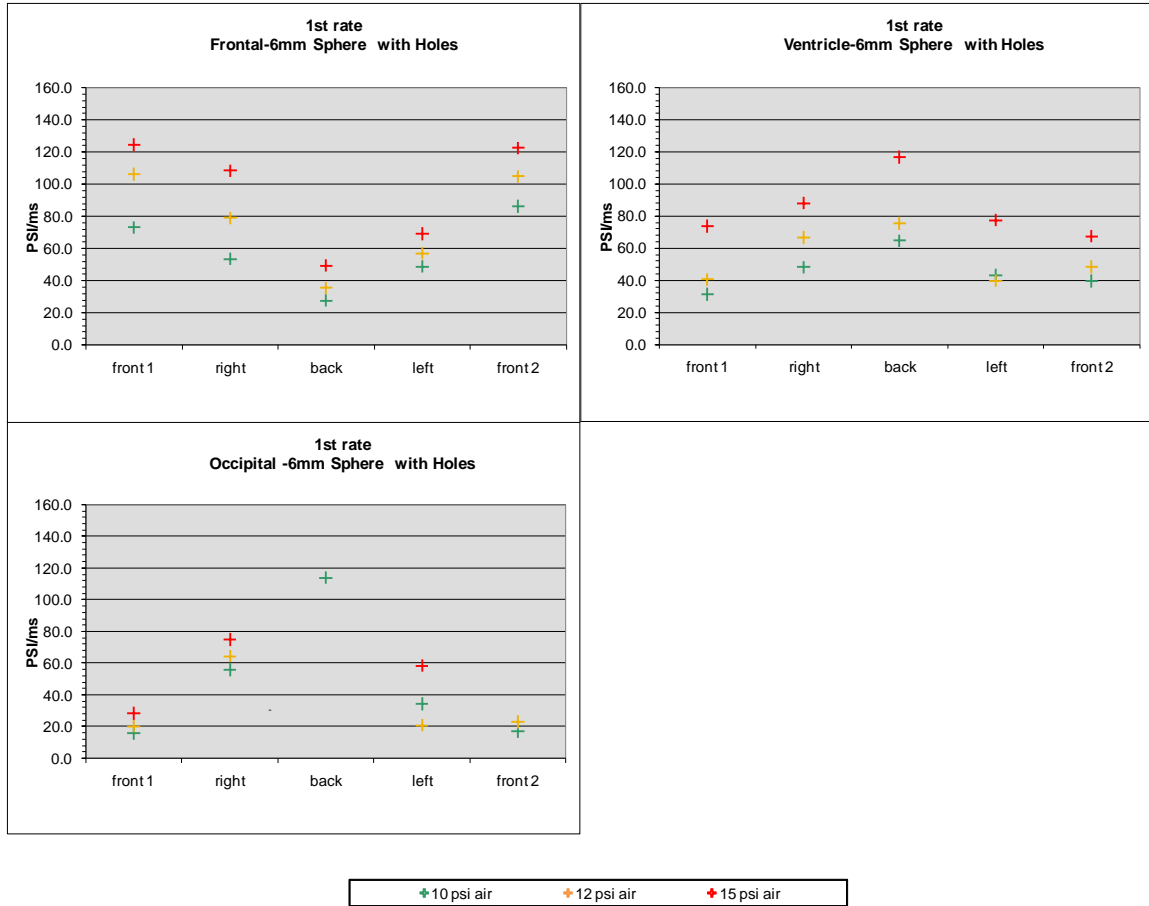 1st rate
Frontal-6mm Sphere with Holes
PSI/ms
160.0
140.0
120.0
100.0
80.0
60.0
40.0
20.0
0.0
front 1 right back left front 2
1st rate
Ventricle-6mm Sphere with Holes
PSI/ms
160.0
140.0
120.0
100.0
80.0
60.0
40.0
20.0
0.0
front 1 right back left front 2
1st rate
Occipital -6mm Sphere with Holes
PSI/ms
160.0
140.0
120.0
100.0
80.0
60.0
40.0
20.0
0.0
front 1 right back left front 2
10 psi air 12 psi air 15 psi air